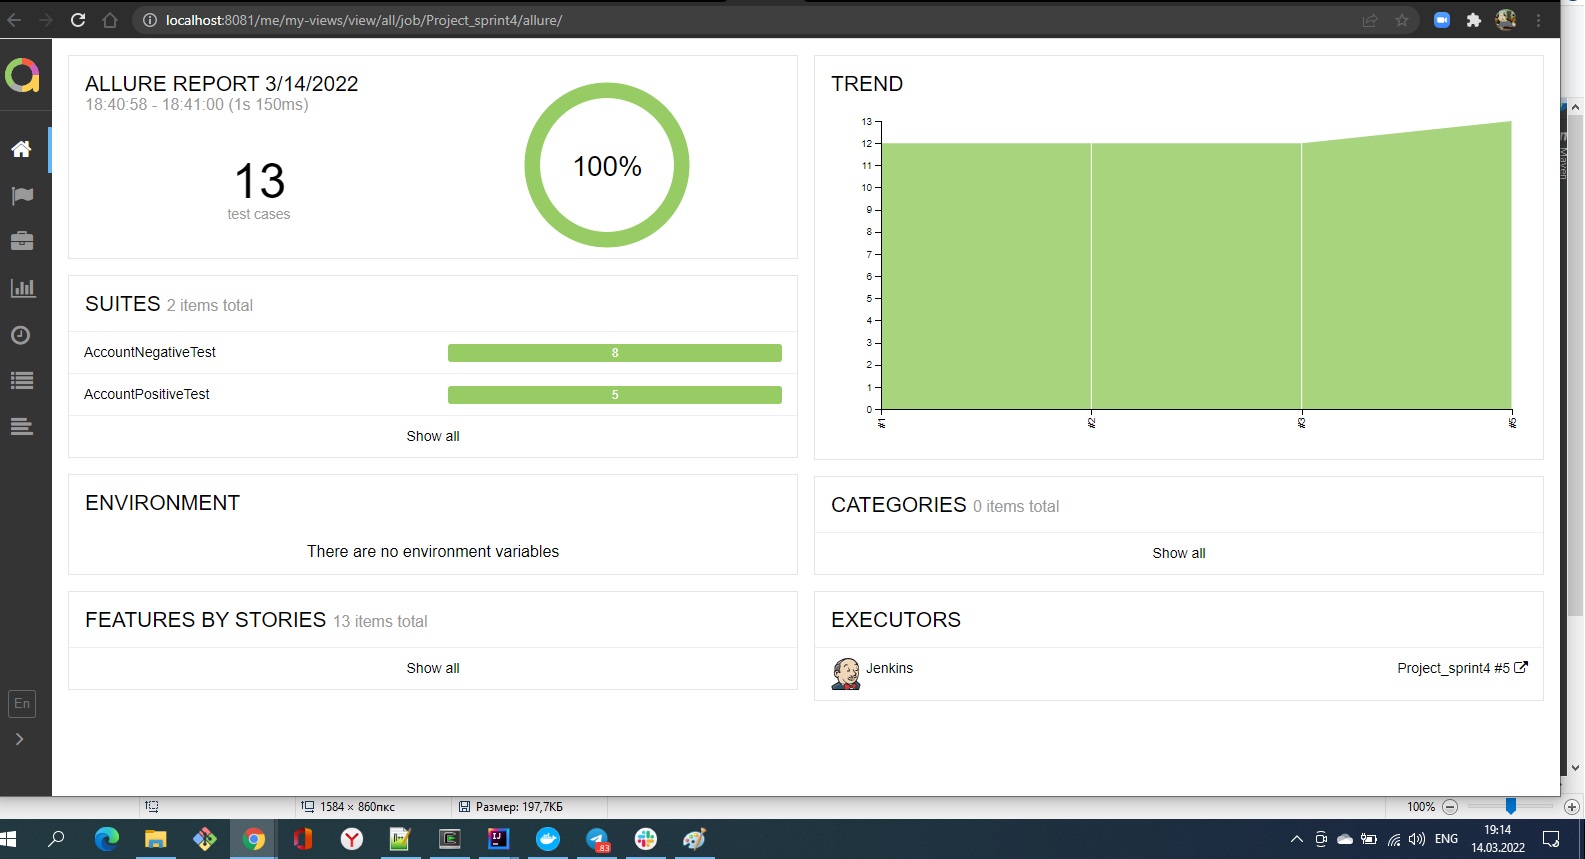 localhost:8081/me/my-views/view/all/job/Project_sprint4/allure/
ALLURE REPORT 3/14/2022
18:40:58 - 18:41:00 (1s 150ms)
13
test cases
100%
SUITES 2 items total
AccountNegativeTest 8
AccountPositiveTest 5
Show all
ENVIRONMENT
There are no environment variables
FEATURES BY STORIES 13 items total
Show all
TREND
13
12
11
10
9
8
7
6
5
4
3
2
1
0
#1 #2 #3 #5
CATEGORIES 0 items total
Show all
EXECUTORS
Jenkins Project_sprint4 #5
En
Maven
1584 × 860пкс
Размер: 197,7КБ
100%
83
ENG
19:14
14.03.2022